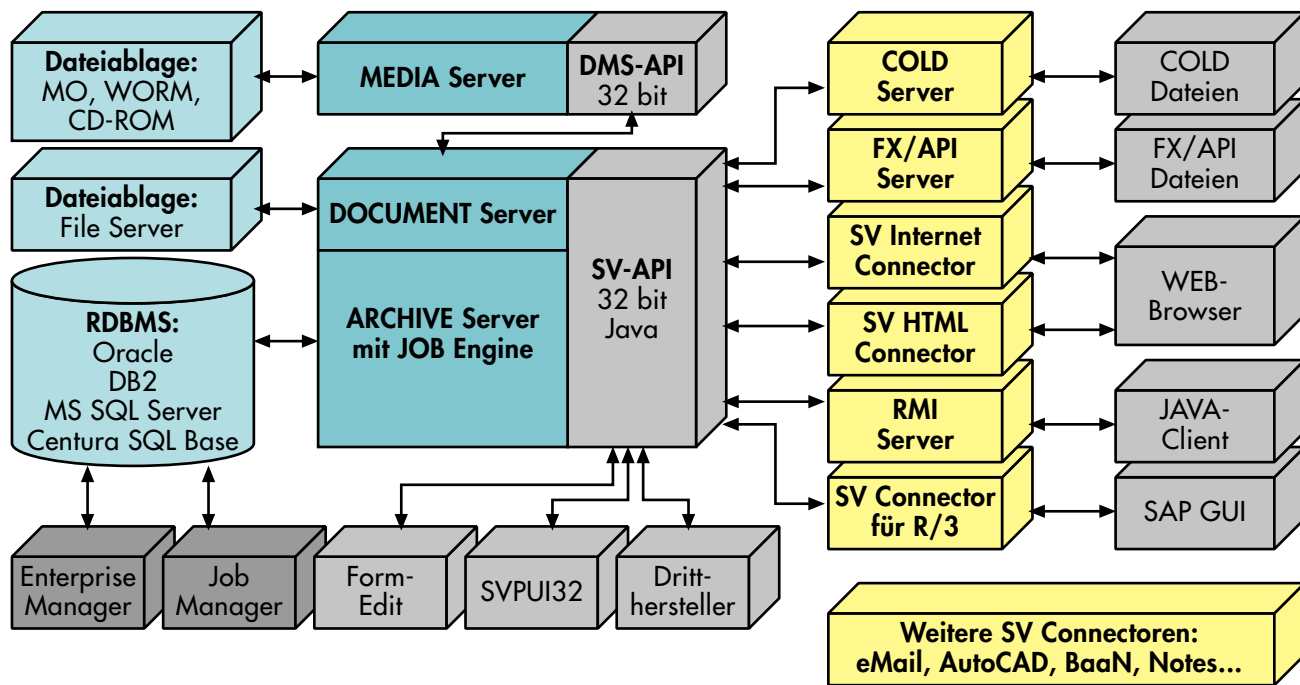 Dateiablage:
MO, WORM,
CD-ROM
MEDIA Server
DMS-API
32 bit
COLD
Server
COLD
Dateien
Dateiablage:
File Server
DOCUMENT Server
SV-API
32 bit
Java
FX/API
Server
FX/API
Dateien
SV Internet
Connector
WEB-
Browser
RDBMS:
Oracle
DB2
MS SQL Server
Centura SQL Base
ARCHIVE Server
mit JOB Engine
SV HTML
Connector
RMI
Server
JAVA-
Client
SV Connector
für R/3
SAP GUI
Enterprise
Manager
Job
Manager
Form-
Edit
SVPUI32
Dritt-
hersteller
Weitere SV Connectoren:
eMail, AutoCAD, BaaN, Notes...